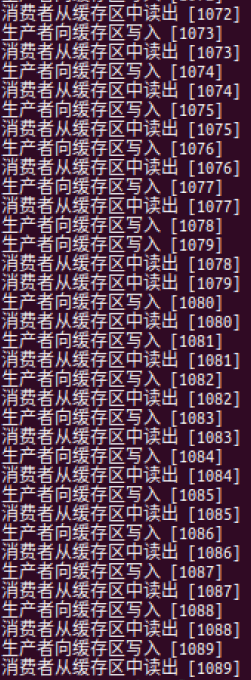 消费者从缓存区中读出 [1072]
生产者向缓存区写入 [1073]
消费者从缓存区中读出 [1073]
生产者向缓存区写入 [1074]
消费者从缓存区中读出 [1074]
生产者向缓存区写入 [1075]
消费者从缓存区中读出 [1075]
生产者向缓存区写入 [1076]
消费者从缓存区中读出 [1076]
生产者向缓存区写入 [1077]
消费者从缓存区中读出 [1077]
生产者向缓存区写入 [1078]
生产者向缓存区写入 [1079]
消费者从缓存区中读出 [1078]
消费者从缓存区中读出 [1079]
生产者向缓存区写入 [1080]
消费者从缓存区中读出 [1080]
生产者向缓存区写入 [1081]
消费者从缓存区中读出 [1081]
生产者向缓存区写入 [1082]
消费者从缓存区中读出 [1082]
生产者向缓存区写入 [1083]
消费者从缓存区中读出 [1083]
生产者向缓存区写入 [1084]
消费者从缓存区中读出 [1084]
生产者向缓存区写入 [1085]
消费者从缓存区中读出 [1085]
生产者向缓存区写入 [1086]
消费者从缓存区中读出 [1086]
生产者向缓存区写入 [1087]
消费者从缓存区中读出 [1087]
生产者向缓存区写入 [1088]
消费者从缓存区中读出 [1088]
生产者向缓存区写入 [1089]
消费者从缓存区中读出 [1089]